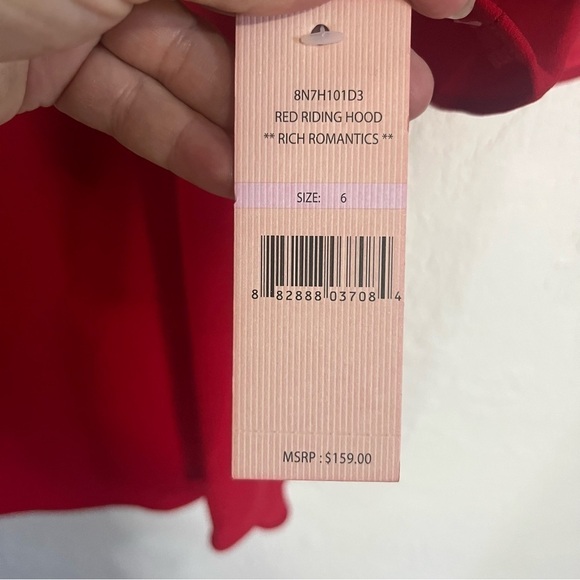 8N7H101D3
RED RIDING HOOD
** RICH ROMANTICS **
SIZE: 6
8 82888 03708 4
MSRP : $159.00